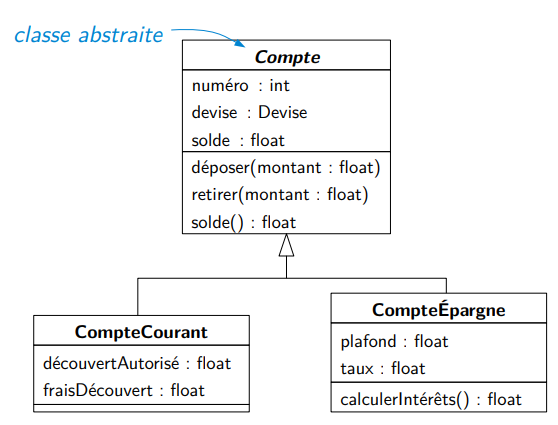 classe abstraite
Compte
numéro : int
devise : Devise
solde : float
déposer(montant : float)
retirer(montant : float)
solde() : float
CompteCourant
découvertAutorisé : float
fraisDécouvert : float
CompteÉpargne
plafond : float
taux : float
calculerIntérêts() : float